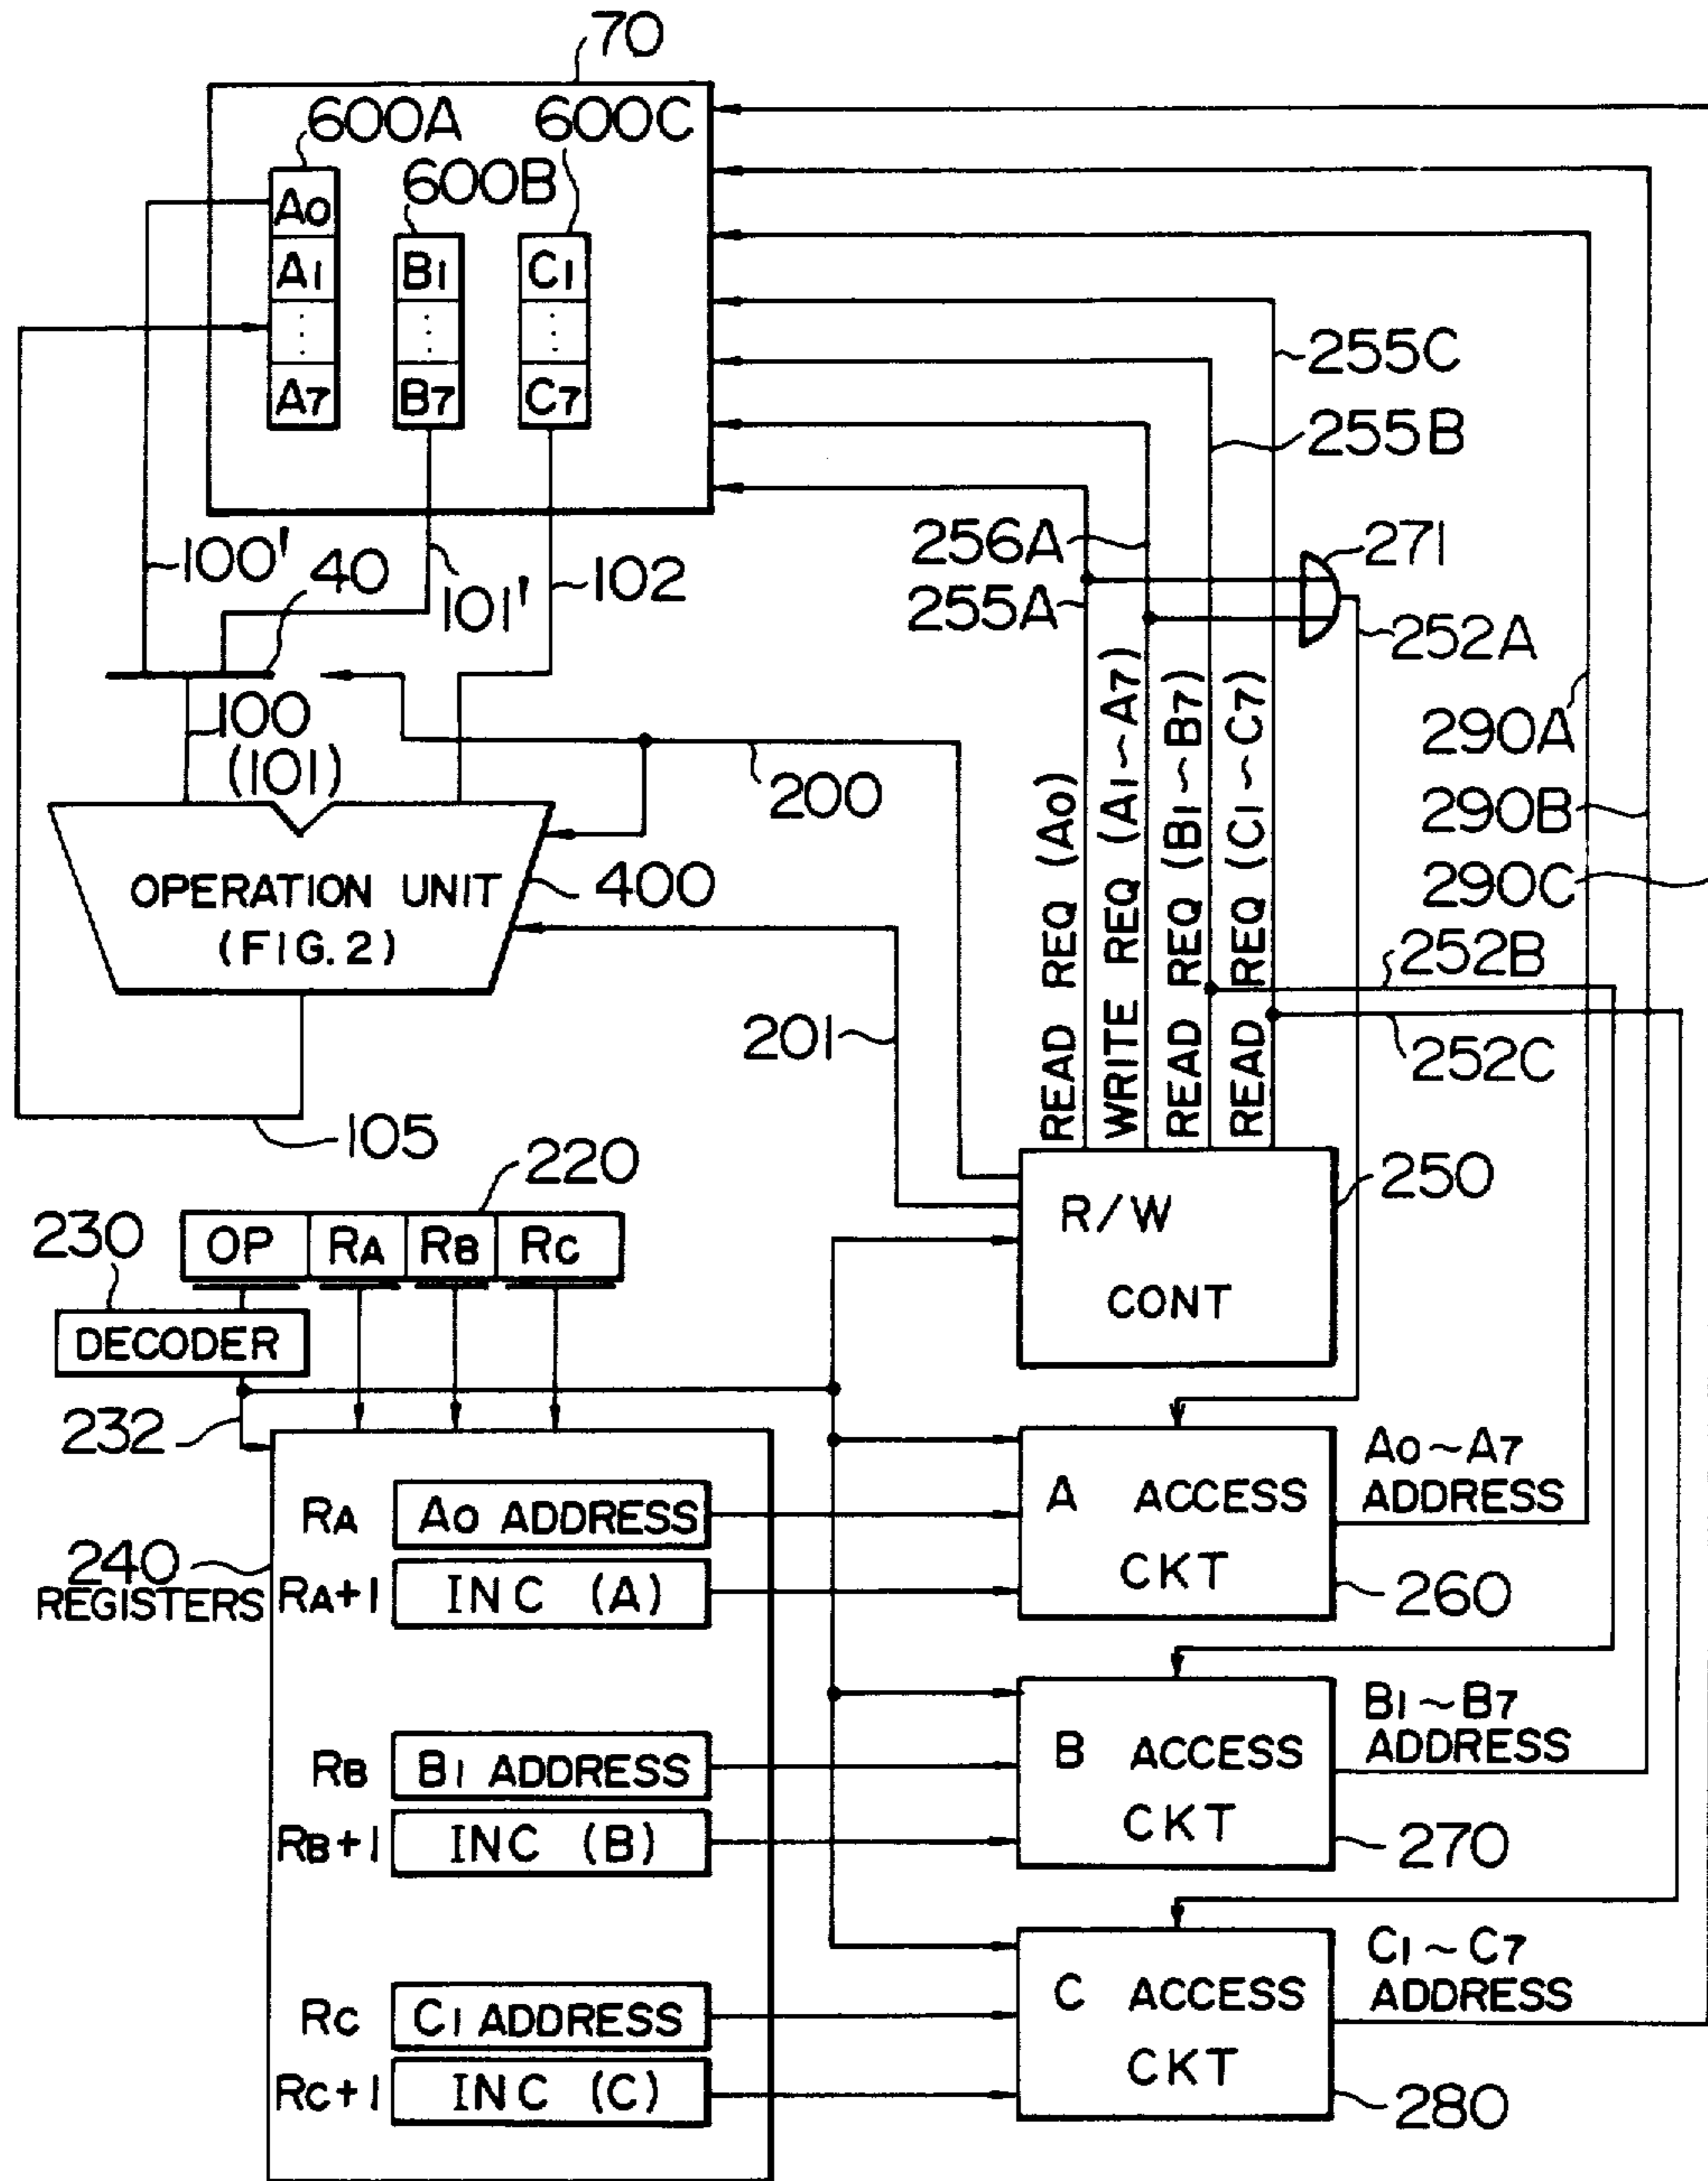 70
600A 600C
600B
A0
A1 B1 C1
⋮ ⋮ ⋮
A7 B7 C7
255C
255B
100' 40 101' 102
256A
255A
271
252A
100
(101)
200
290A
290B
290C
OPERATION UNIT
(FIG. 2)
400
READ REQ (A0)
WRITE REQ (A1~A7)
READ REQ (B1~B7)
READ REQ (C1~C7)
252B
252C
201
105
220
250
R/W
CONT
230
OP RA RB RC
DECODER
232
240
REGISTERS
RA A0 ADDRESS
RA+1 INC (A)
A ACCESS
CKT
260
A0~A7
ADDRESS
RB B1 ADDRESS
RB+1 INC (B)
B ACCESS
CKT
270
B1~B7
ADDRESS
RC C1 ADDRESS
RC+1 INC (C)
C ACCESS
CKT
280
C1~C7
ADDRESS